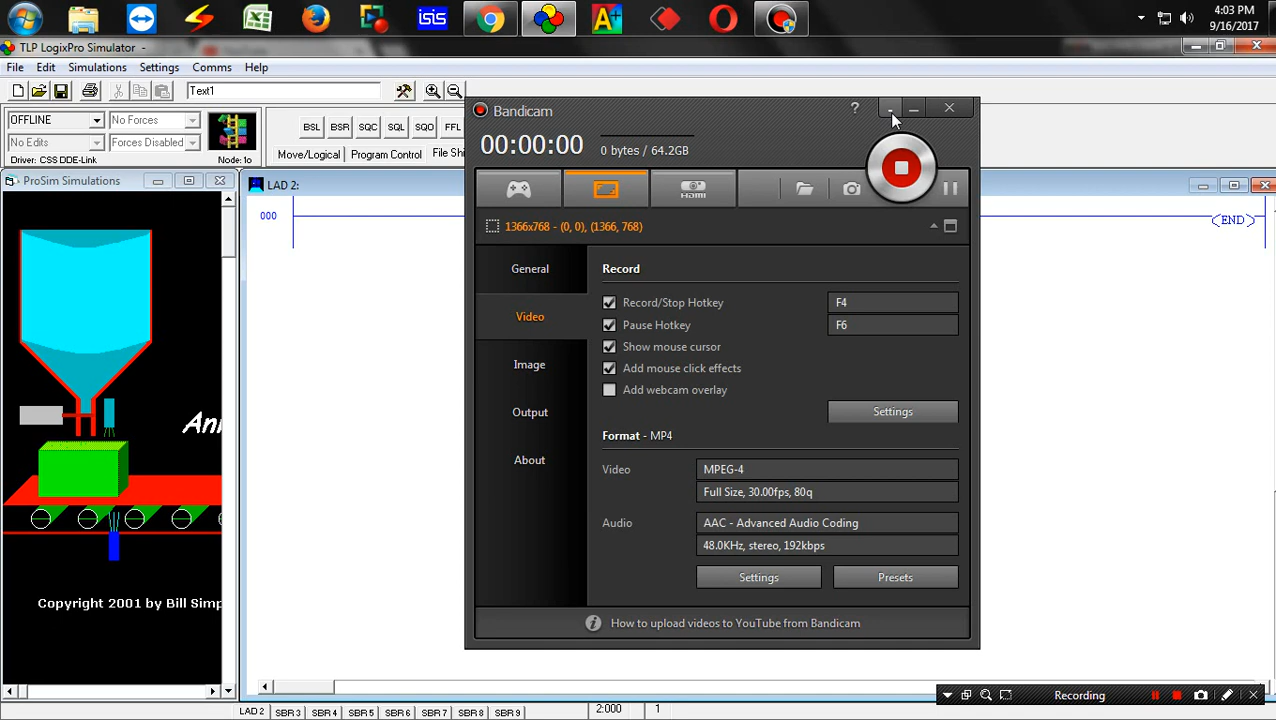 isis
4:03 PM
9/16/2017
TLP LogixPro Simulator -
File Edit Simulations Settings Comms Help
Text1
OFFLINE
No Forces
No Edits
Forces Disabled
Driver: CSS DDE-Link
Node: 1o
BSL BSR SQC SQL SQO FFL
Move/Logical Program Control
ProSim Simulations
LAD 2:
000
END
Copyright 2001 by Bill
Bandicam
?
00:00:00
0 bytes / 64.2GB
HDMI
1366x768 - (0, 0), (1366, 768)
General
Video
Image
Output
About
Record
Record/Stop Hotkey F4
Pause Hotkey F6
Show mouse cursor
Add mouse click effects
Add webcam overlay
Settings
Format - MP4
Video MPEG-4
Full Size, 30.00fps, 80q
Audio AAC - Advanced Audio Coding
48.0KHz, stereo, 192kbps
Settings Presets
How to upload videos to YouTube from Bandicam
Recording
LAD 2 SBR 3 SBR 4 SBR 5 SBR 6 SBR 7 SBR 8 SBR 9
2:000 1